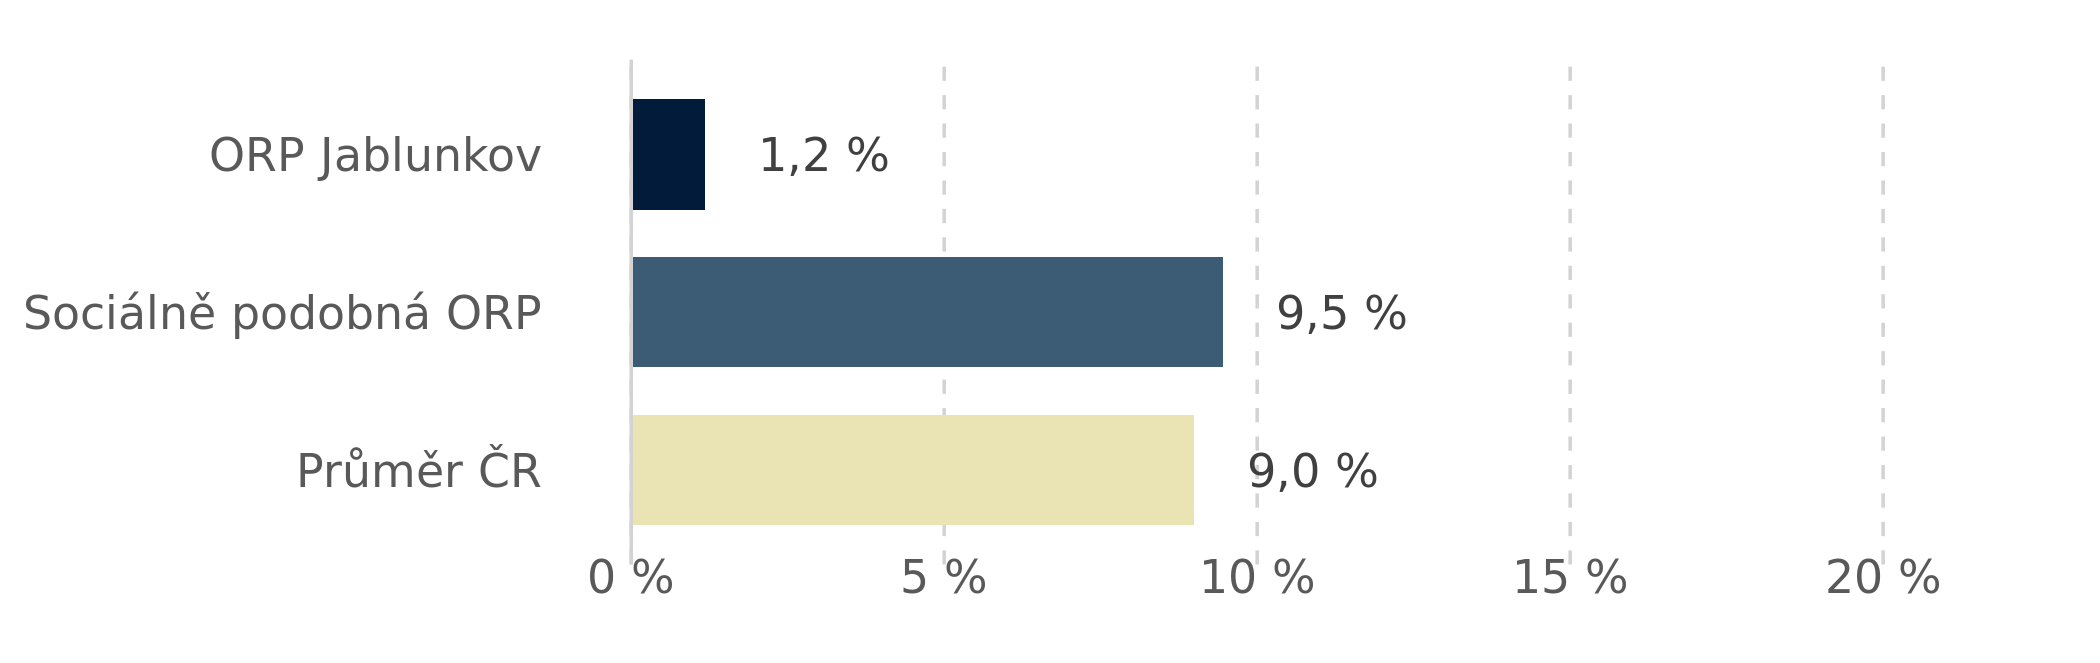 ORP Jablunkov
1,2 %
Sociálně podobná ORP
9,5 %
Průměr ČR
9,0 %
0 %
5 %
10 %
15 %
20 %